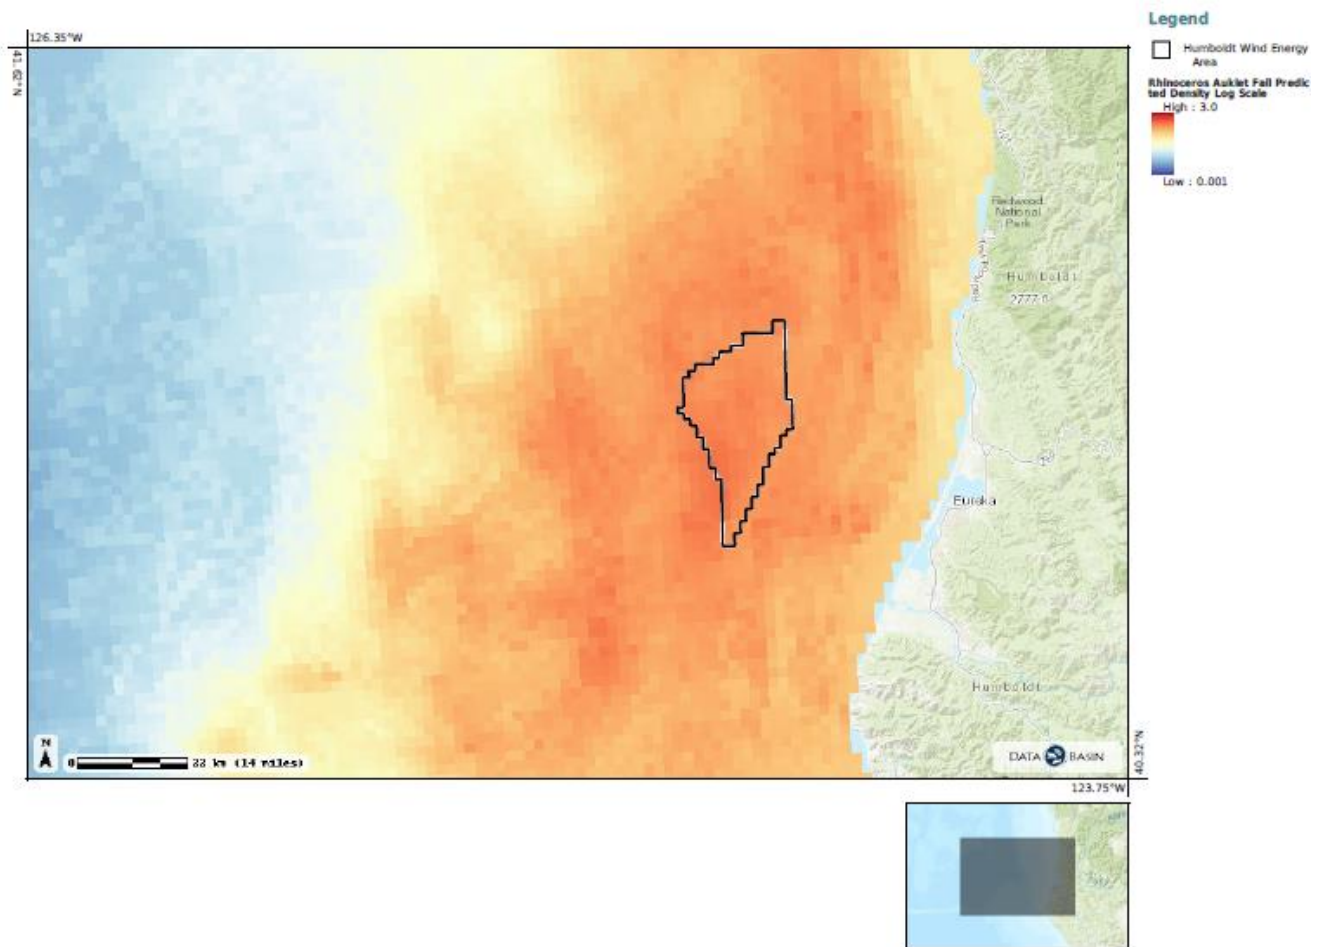 126.35°W
41.62°N
Legend
Humboldt Wind Energy
Area
Rhinoceros Auklet Fall Predic
ted Density Log Scale
High : 3.0
Low : 0.001
Redwood
National
Park
Humboldt
Eureka
Humboldt
N
0 22 km (14 miles)
DATA BASIN
40.32°N
123.75°W